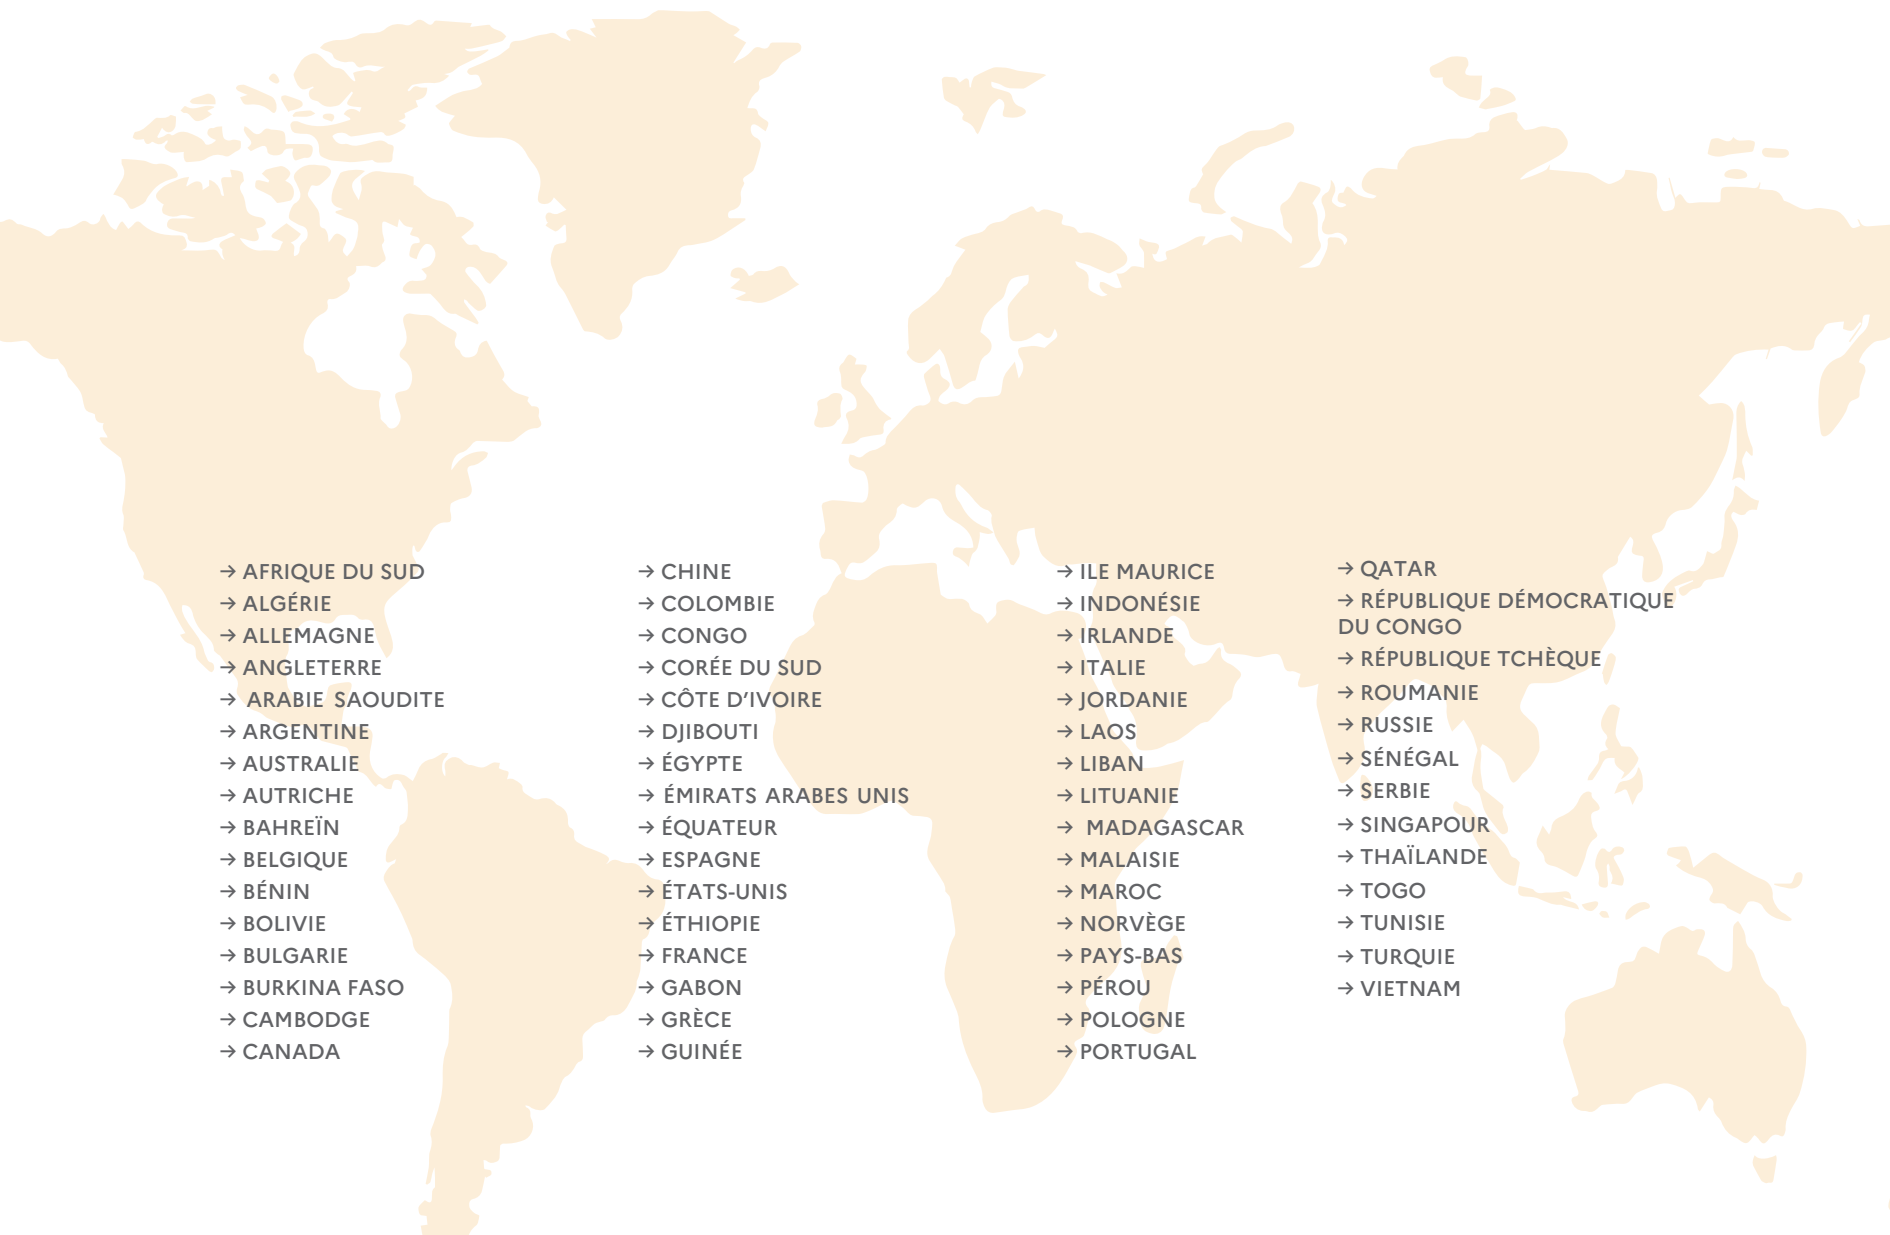 → AFRIQUE DU SUD
→ ALGÉRIE
→ ALLEMAGNE
→ ANGLETERRE
→ ARABIE SAOUDITE
→ ARGENTINE
→ AUSTRALIE
→ AUTRICHE
→ BAHREÏN
→ BELGIQUE
→ BÉNIN
→ BOLIVIE
→ BULGARIE
→ BURKINA FASO
→ CAMBODGE
→ CANADA
→ CHINE
→ COLOMBIE
→ CONGO
→ CORÉE DU SUD
→ CÔTE D’IVOIRE
→ DJIBOUTI
→ ÉGYPTE
→ ÉMIRATS ARABES UNIS
→ ÉQUATEUR
→ ESPAGNE
→ ÉTATS-UNIS
→ ÉTHIOPIE
→ FRANCE
→ GABON
→ GRÈCE
→ GUINÉE
→ ILE MAURICE
→ INDONÉSIE
→ IRLANDE
→ ITALIE
→ JORDANIE
→ LAOS
→ LIBAN
→ LITUANIE
→ MADAGASCAR
→ MALAISIE
→ MAROC
→ NORVÈGE
→ PAYS-BAS
→ PÉROU
→ POLOGNE
→ PORTUGAL
→ QATAR
→ RÉPUBLIQUE DÉMOCRATIQUE
DU CONGO
→ RÉPUBLIQUE TCHÈQUE
→ ROUMANIE
→ RUSSIE
→ SÉNÉGAL
→ SERBIE
→ SINGAPOUR
→ THAÏLANDE
→ TOGO
→ TUNISIE
→ TURQUIE
→ VIETNAM